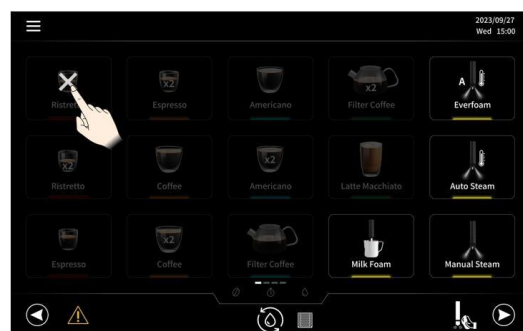 2023/09/27
Wed 15:00
x2
x2
A
Ristretto
Espresso
Americano
Filter Coffee
Everfoam
x2
x2
Ristretto
Coffee
Americano
Latte Macchiato
Auto Steam
x2
Espresso
Coffee
Filter Coffee
Milk Foam
Manual Steam